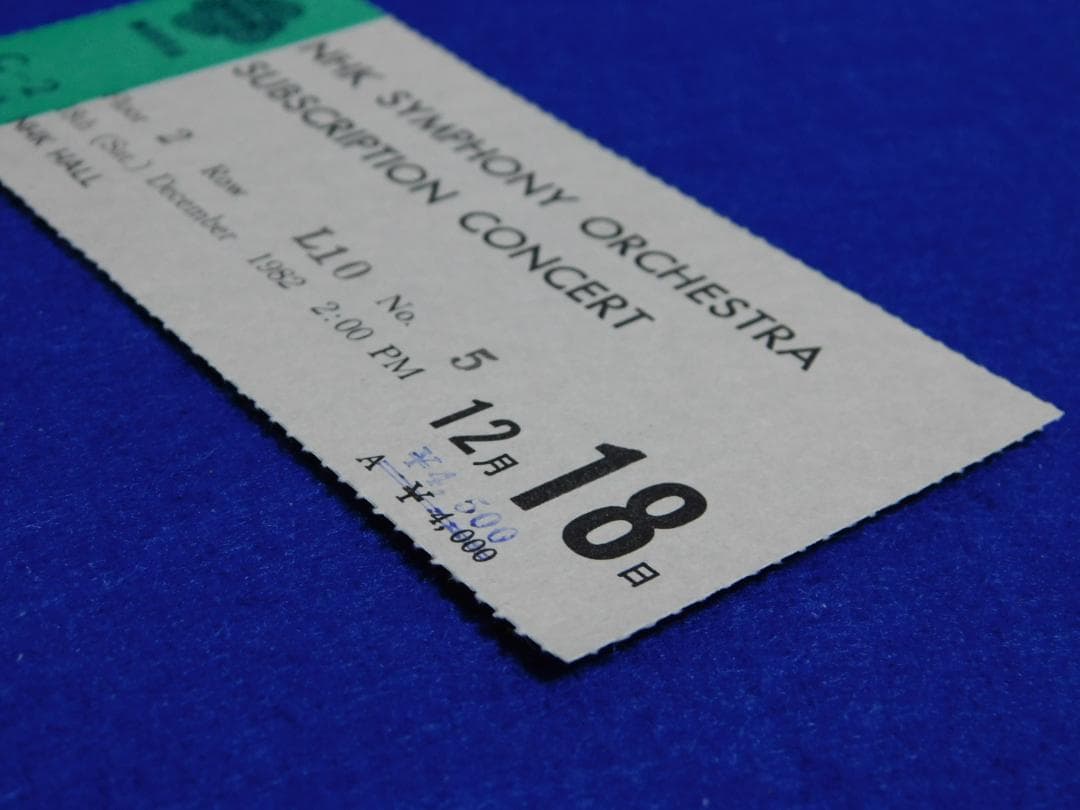 C-2
NHK SYMPHONY ORCHESTRA
SUBSCRIPTION CONCERT
Floor 2 Row L10 No. 5
(Sat.) December 1982 2:00 PM
NHK HALL
12月18日
¥4,500
A ¥4,000